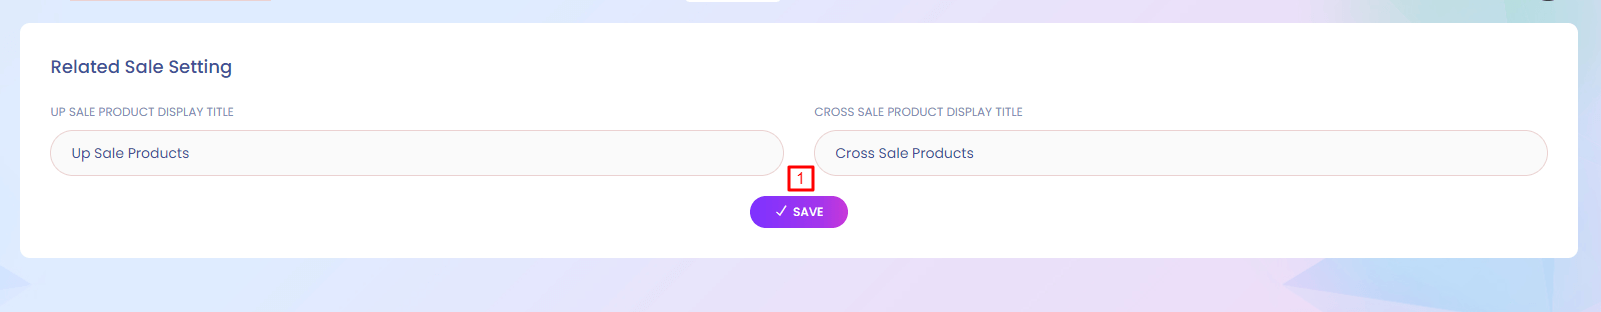 Related Sale Setting
UP SALE PRODUCT DISPLAY TITLE
CROSS SALE PRODUCT DISPLAY TITLE
Up Sale Products
Cross Sale Products
1
SAVE